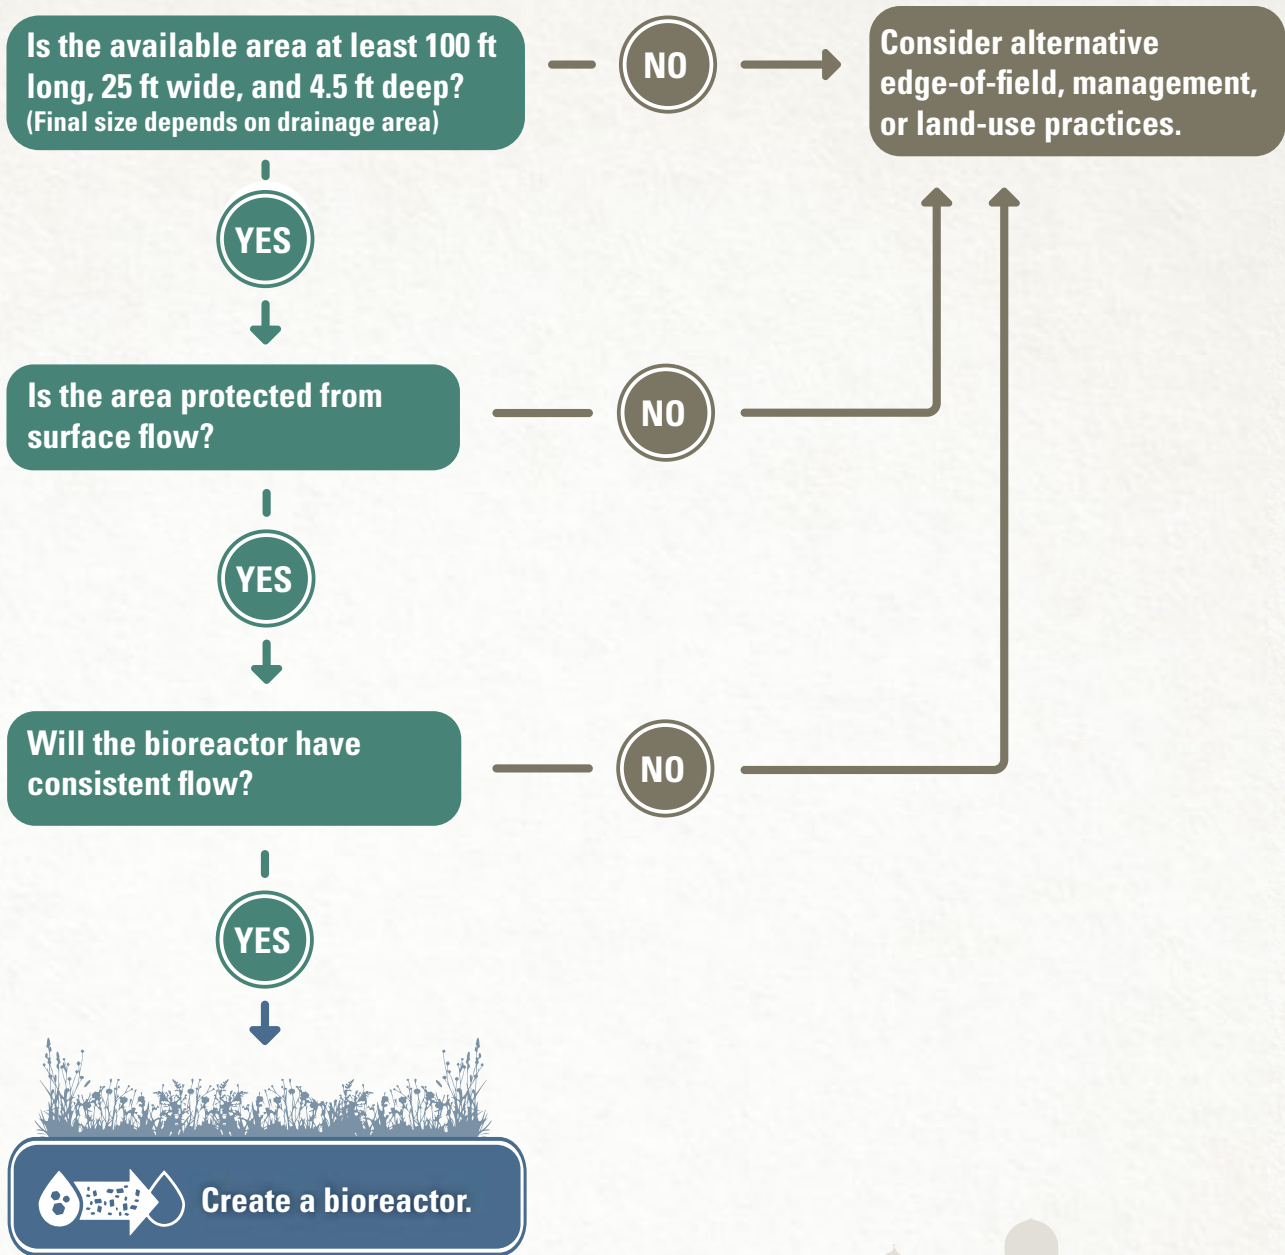 Is the available area at least 100 ft
long, 25 ft wide, and 4.5 ft deep?
(Final size depends on drainage area)
NO
Consider alternative
edge-of-field, management,
or land-use practices.
YES
Is the area protected from
surface flow?
NO
YES
Will the bioreactor have
consistent flow?
NO
YES
Create a bioreactor.